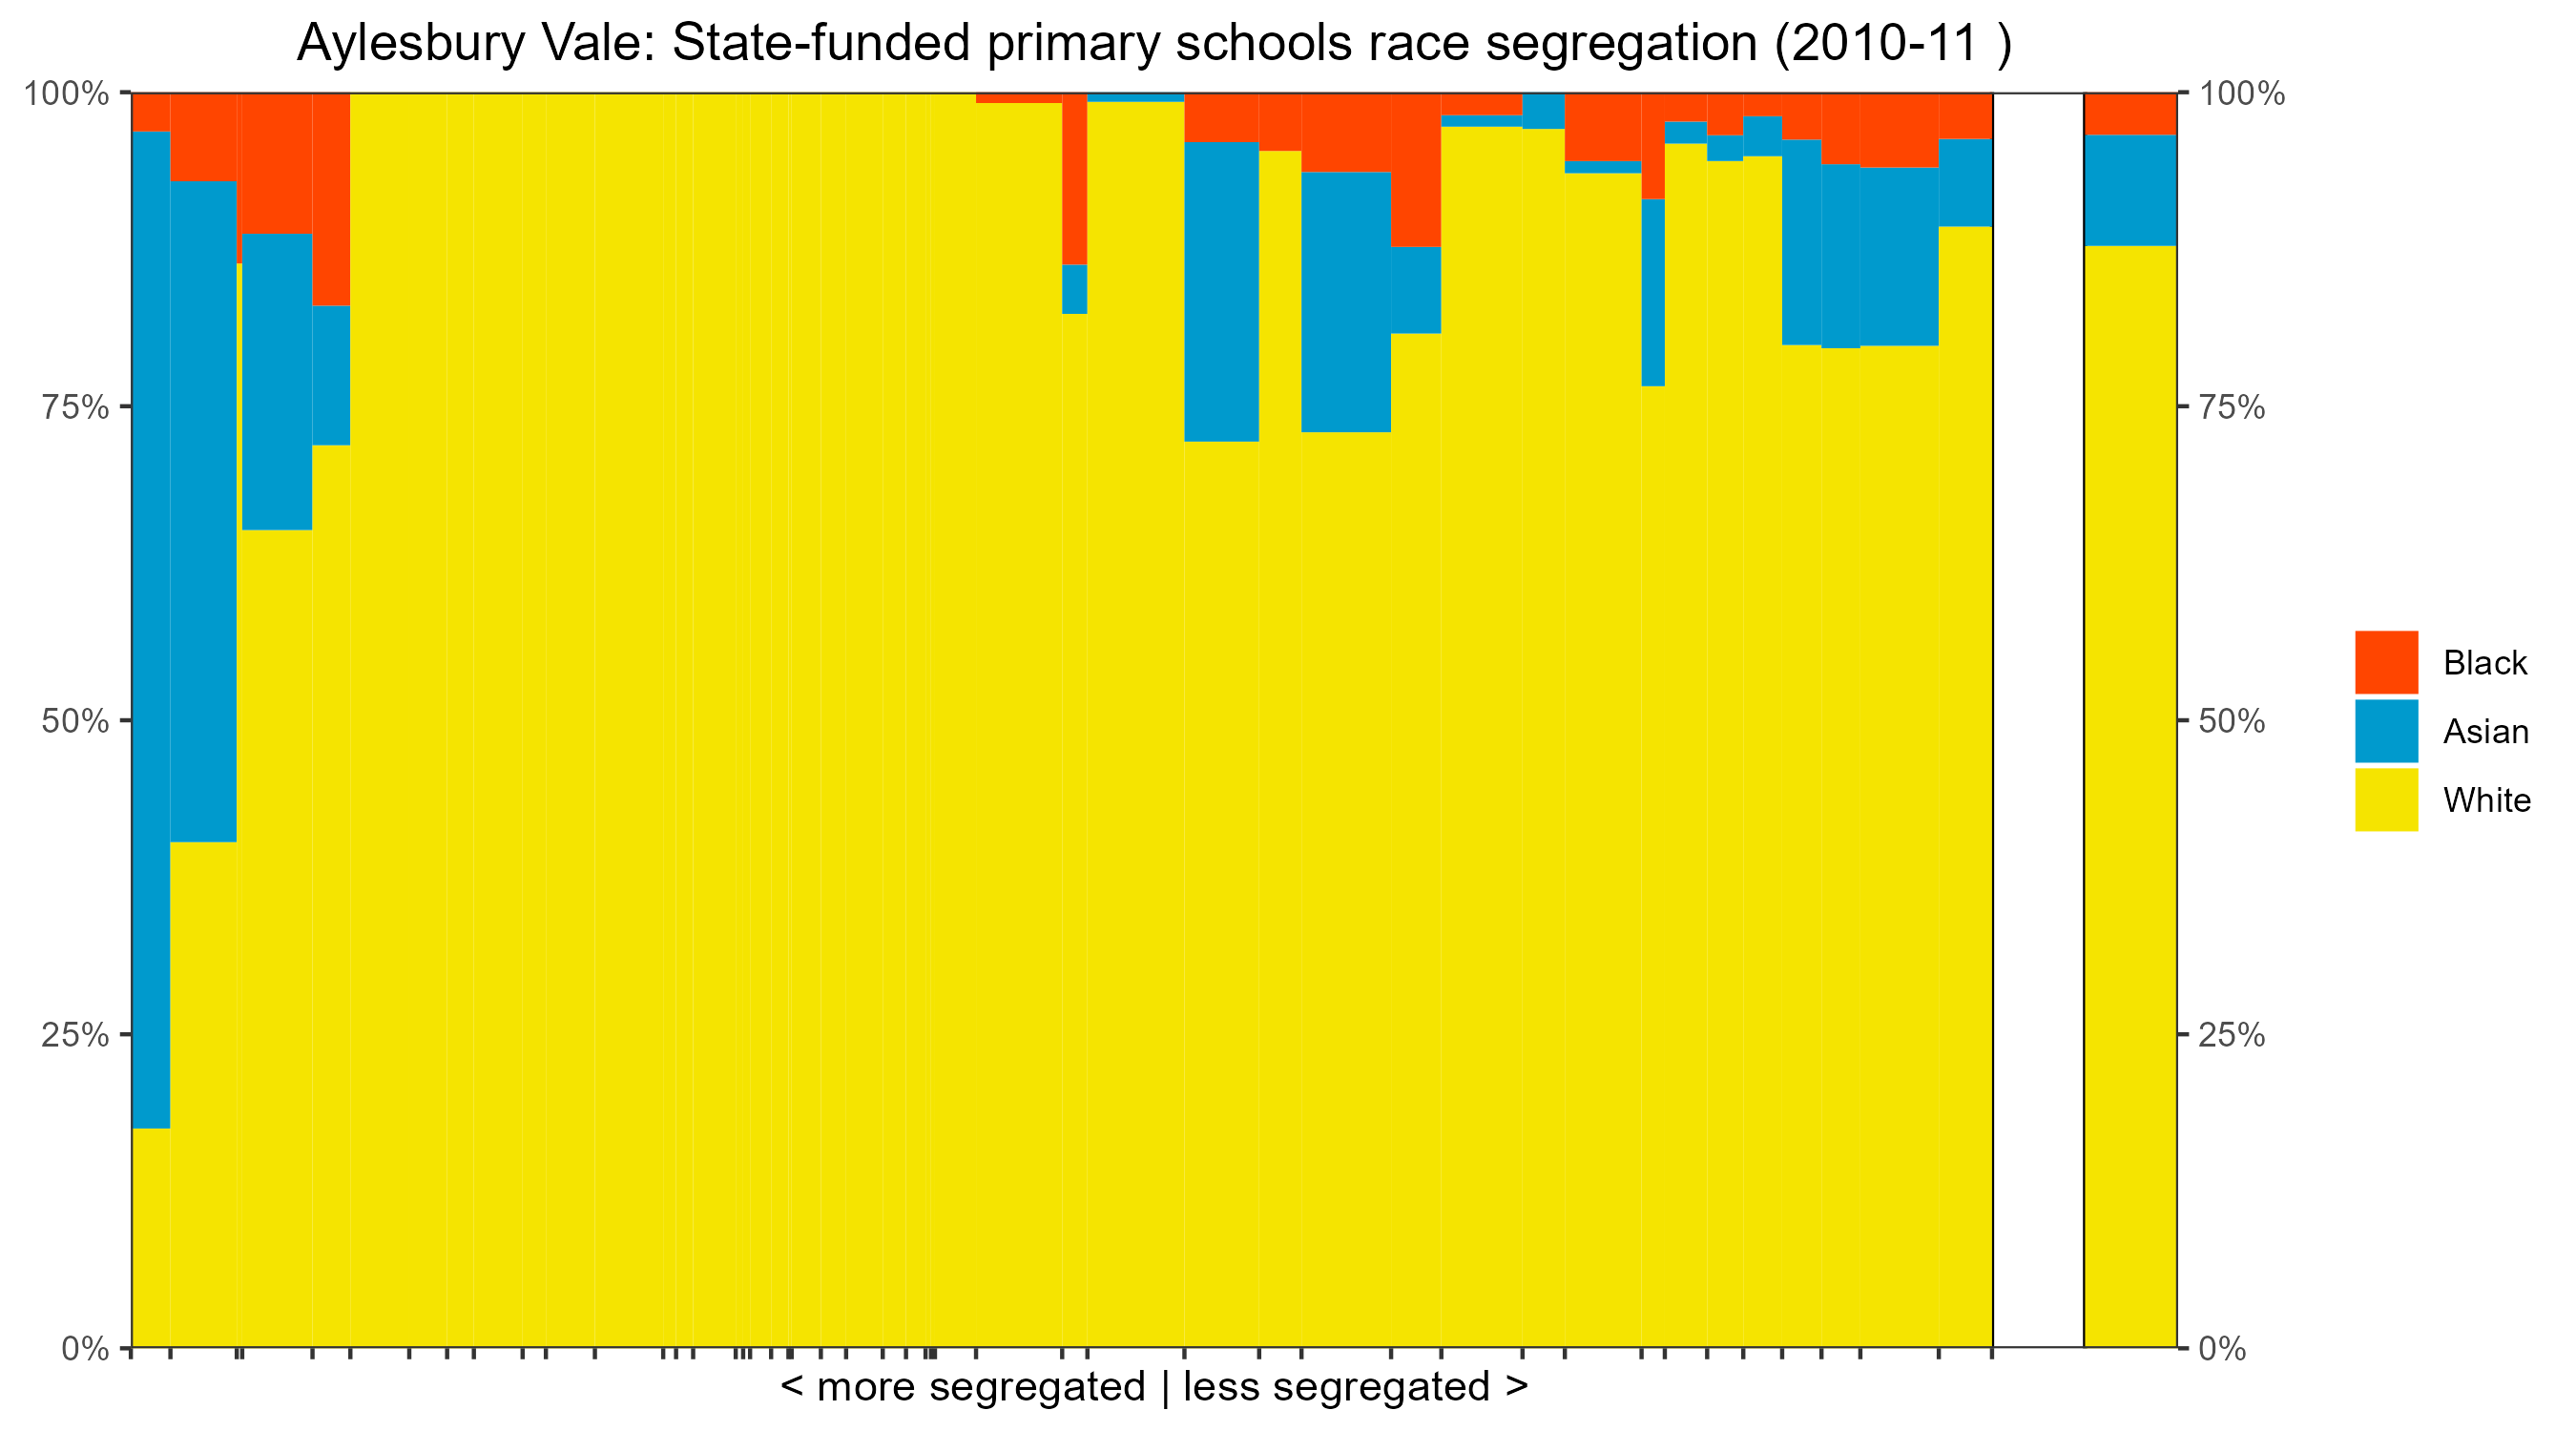 Aylesbury Vale: State-funded primary schools race segregation (2010-11 )
100%
75%
50%
25%
0%
100%
75%
50%
25%
0%
Black
Asian
White
< more segregated | less segregated >